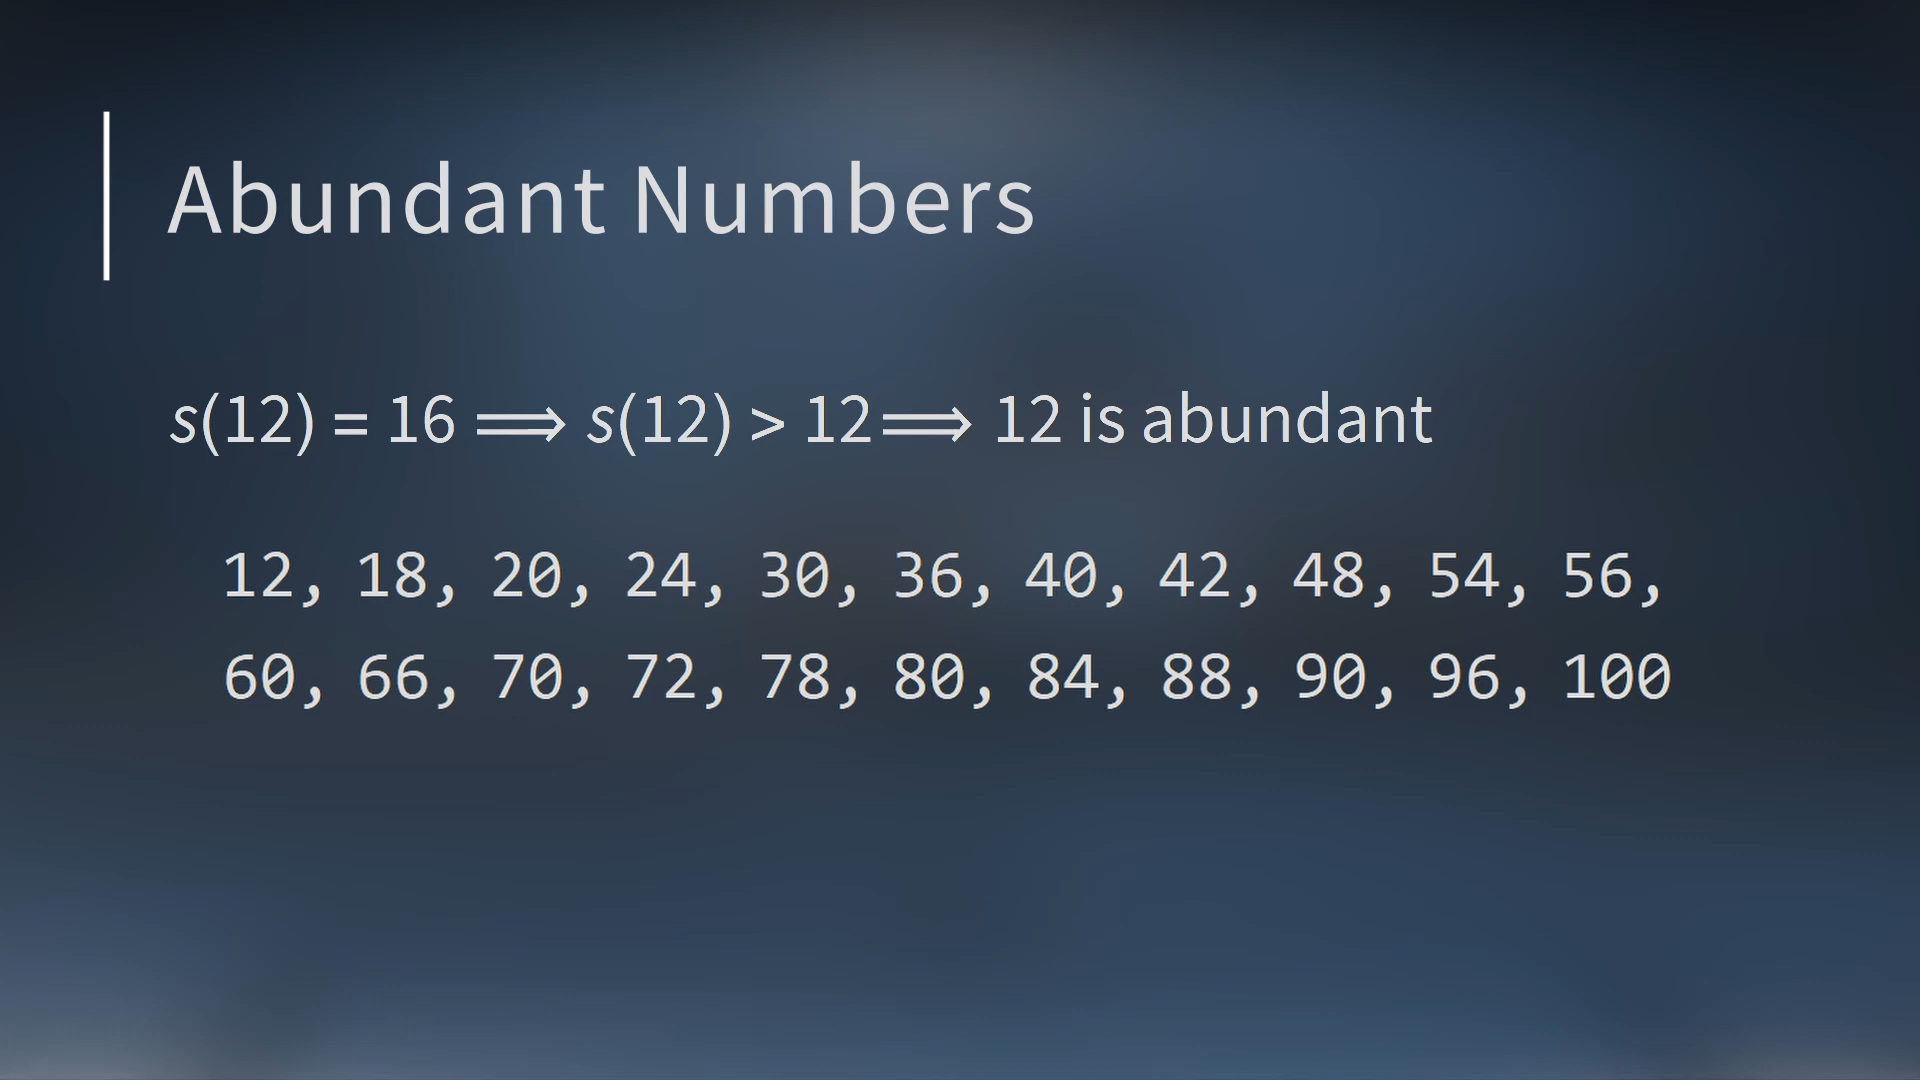 Abundant Numbers
s(12) = 16 ⟹ s(12) > 12⟹ 12 is abundant
12, 18, 20, 24, 30, 36, 40, 42, 48, 54, 56,
60, 66, 70, 72, 78, 80, 84, 88, 90, 96, 100